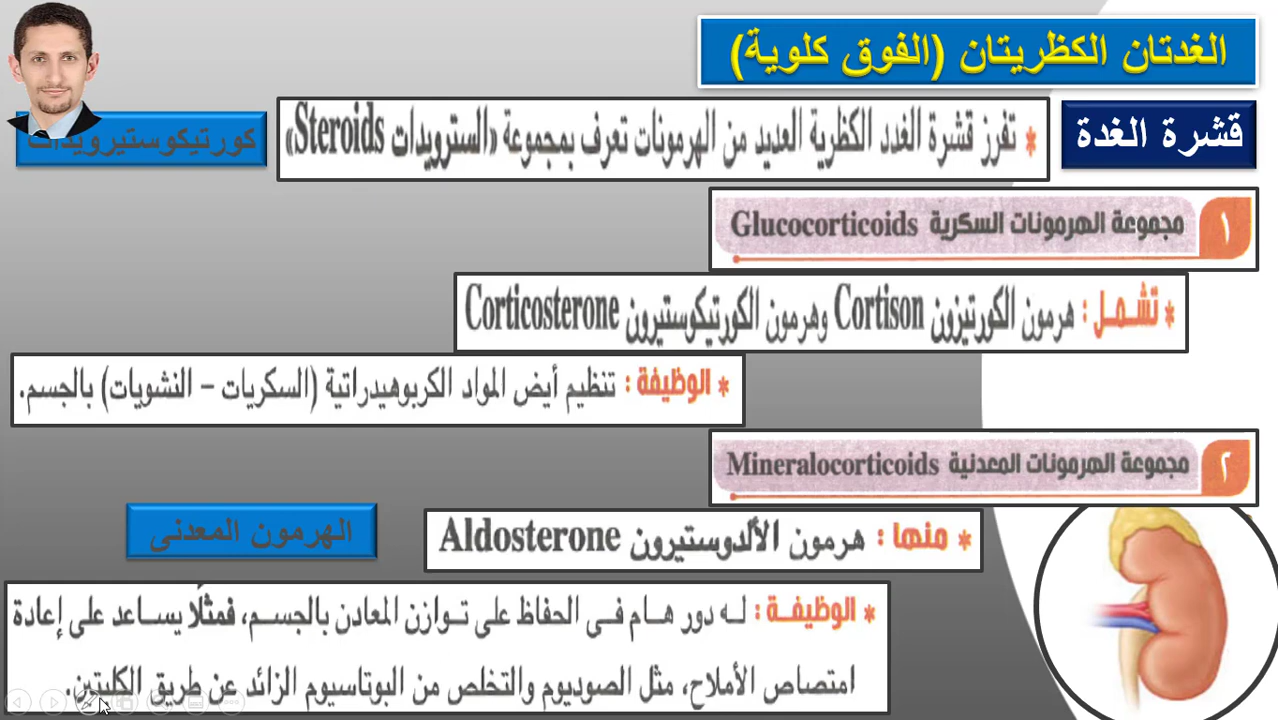 الغدتان الكظريتان (الفوق كلوية)
قشرة الغدة
* تفرز قشرة الغدد الكظرية العديد من الهرمونات تعرف بمجموعة «السترويدات Steroids»
كورتيكوستيرويدات
١ مجموعة الهرمونات السكرية Glucocorticoids
* تشمل : هرمون الكورتيزون Cortison وهرمون الكورتيكوستيرون Corticosterone
* الوظيفة : تنظيم أيض المواد الكربوهيدراتية (السكريات – النشويات) بالجسم.
٢ مجموعة الهرمونات المعدنية Mineralocorticoids
* منها : هرمون الألدوستيرون Aldosterone
الهرمون المعدنى
* الوظيفة : له دور هام فى الحفاظ على توازن المعادن بالجسم، فمثلًا يساعد على إعادة
امتصاص الأملاح، مثل الصوديوم والتخلص من البوتاسيوم الزائد عن طريق الكليتين.